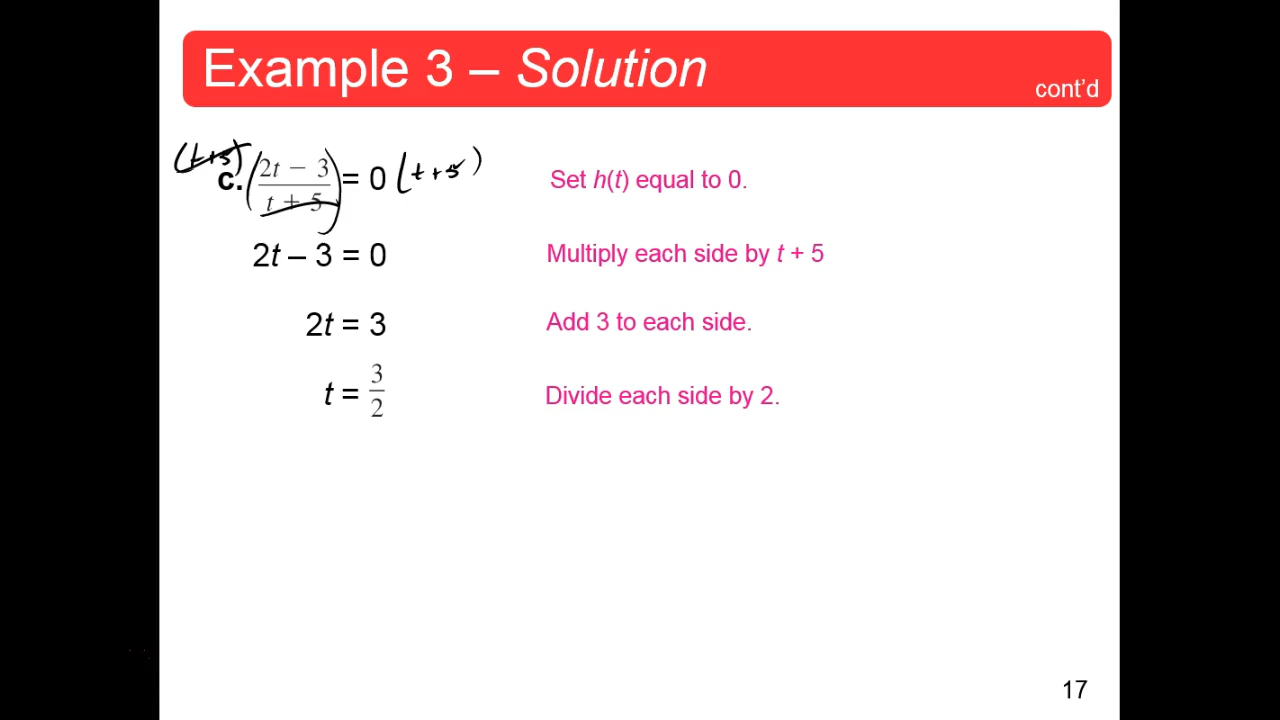 Example 3 – Solution
cont'd
(t+5)
c. (2t − 3 / t + 5) = 0 (t+5)
Set h(t) equal to 0.
2t – 3 = 0
Multiply each side by t + 5
2t = 3
Add 3 to each side.
t = 3/2
Divide each side by 2.
17